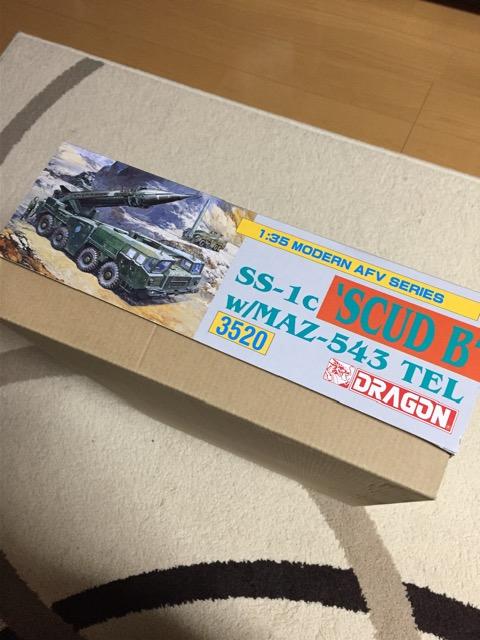 1:35 MODERN AFV SERIES
SS-1c 'SCUD B'
w/MAZ-543 TEL
3520
DRAGON